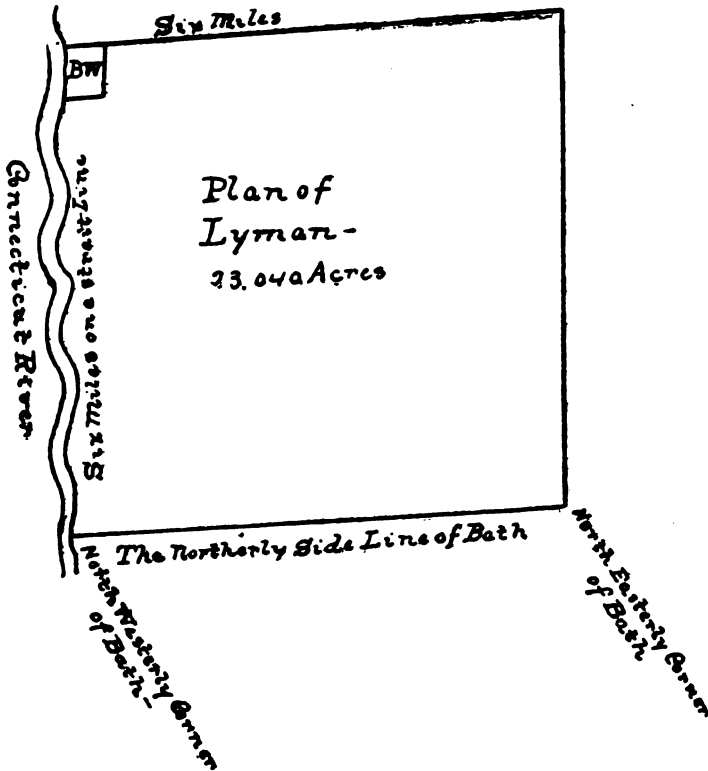 Six Miles
BW
Plan of
Lyman-
23.040 Acres
Connecticut River
Six Miles on a strait Line
The Northerly Side Line of Bath
North Westerly Corner
of Bath-
North Easterly Corner
of Bath